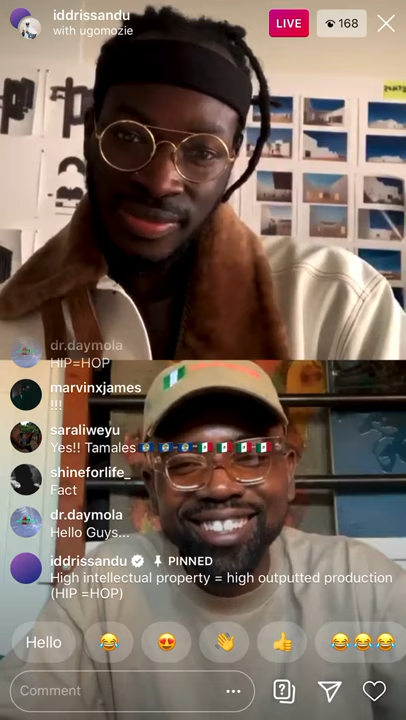 iddrissandu
with ugomozie
LIVE
168
dr.daymola
HIP=HOP
marvinxjames
!!!
saraliweyu
Yes!! Tamales 🇧🇿🇧🇿🇧🇿🇲🇽🇲🇽🇲🇽🇲🇽
shineforlife_
Fact
dr.daymola
Hello Guys...
iddrissandu PINNED
High intellectual property = high outputted production
(HIP =HOP)
Hello
😂
😍
👋
👍
😂😂😂
Comment